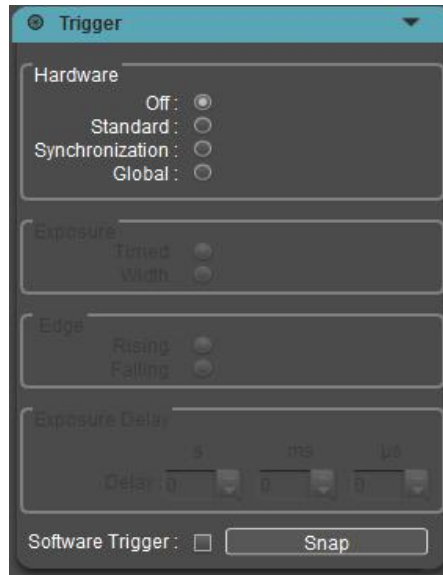 Trigger
Hardware
Off :
Standard :
Synchronization :
Global :
Exposure
Timed
Width
Edge
Rising
Falling
Exposure Delay
s ms µs
Delay : 0 0 0
Software Trigger : Snap